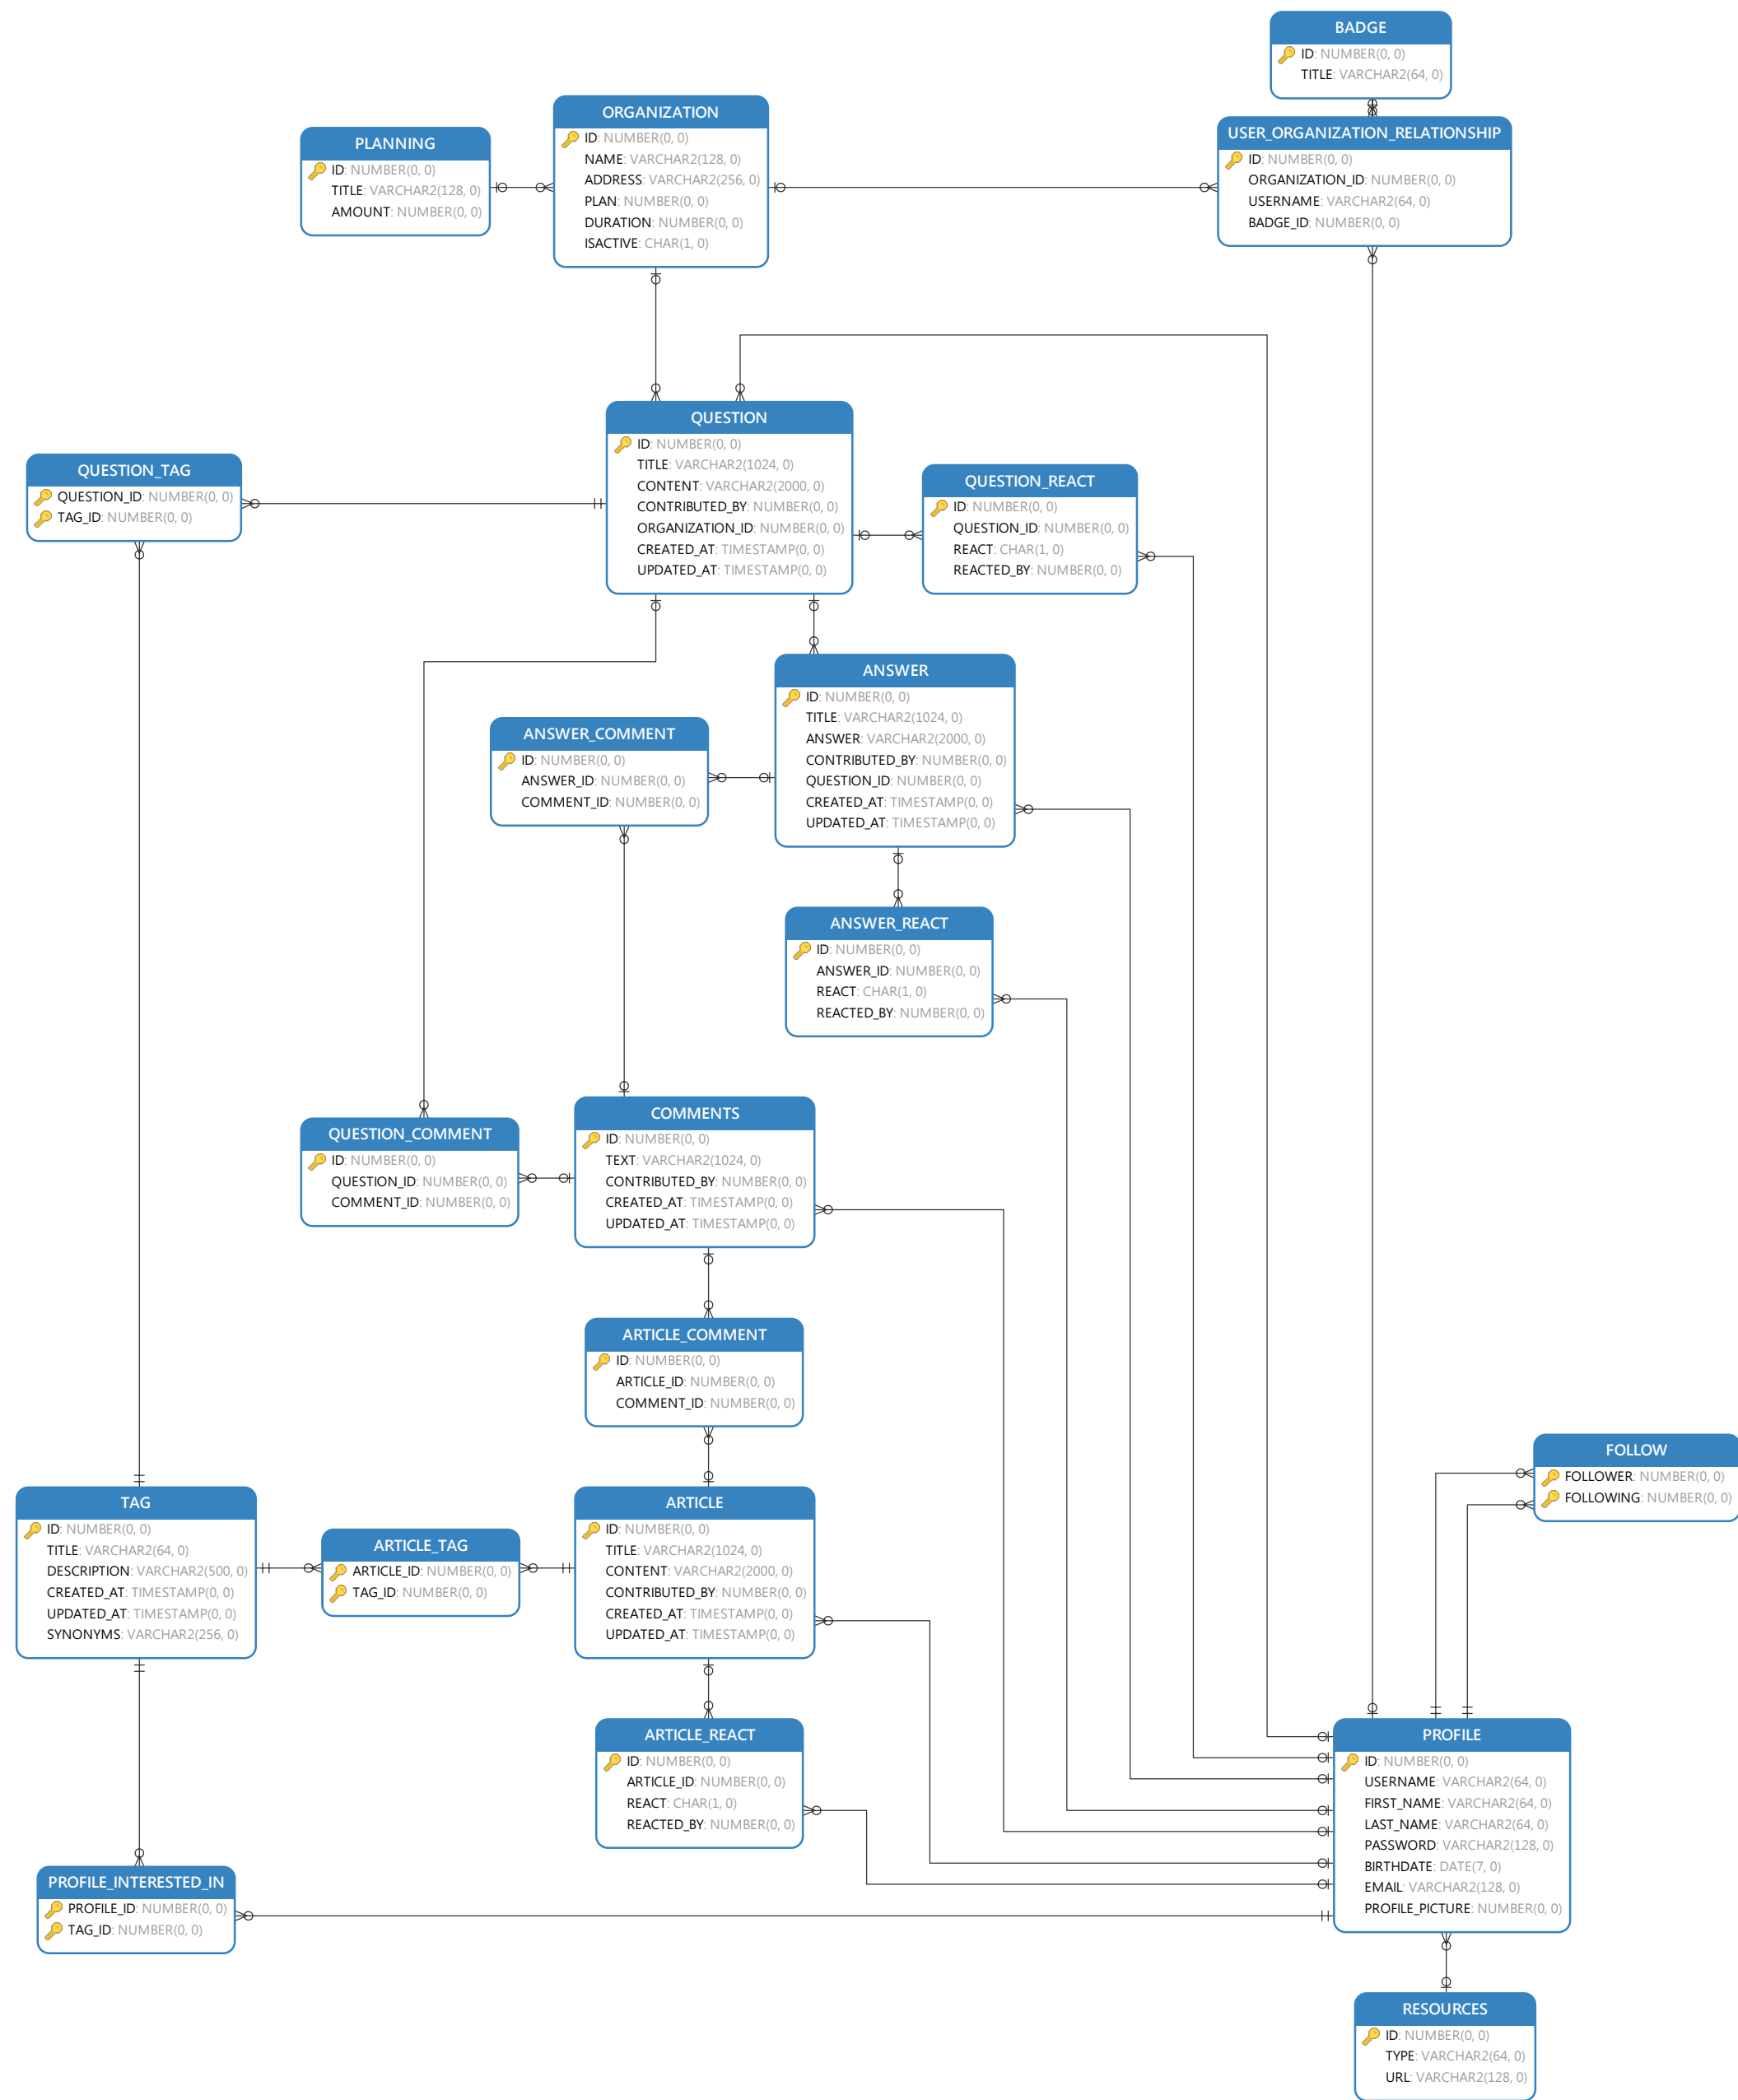 BADGE
ID: NUMBER(0, 0)
TITLE: VARCHAR2(64, 0)
ORGANIZATION
ID: NUMBER(0, 0)
NAME: VARCHAR2(128, 0)
ADDRESS: VARCHAR2(256, 0)
PLAN: NUMBER(0, 0)
DURATION: NUMBER(0, 0)
ISACTIVE: CHAR(1, 0)
USER_ORGANIZATION_RELATIONSHIP
ID: NUMBER(0, 0)
ORGANIZATION_ID: NUMBER(0, 0)
USERNAME: VARCHAR2(64, 0)
BADGE_ID: NUMBER(0, 0)
PLANNING
ID: NUMBER(0, 0)
TITLE: VARCHAR2(128, 0)
AMOUNT: NUMBER(0, 0)
QUESTION
ID: NUMBER(0, 0)
TITLE: VARCHAR2(1024, 0)
CONTENT: VARCHAR2(2000, 0)
CONTRIBUTED_BY: NUMBER(0, 0)
ORGANIZATION_ID: NUMBER(0, 0)
CREATED_AT: TIMESTAMP(0, 0)
UPDATED_AT: TIMESTAMP(0, 0)
QUESTION_TAG
QUESTION_ID: NUMBER(0, 0)
TAG_ID: NUMBER(0, 0)
QUESTION_REACT
ID: NUMBER(0, 0)
QUESTION_ID: NUMBER(0, 0)
REACT: CHAR(1, 0)
REACTED_BY: NUMBER(0, 0)
ANSWER
ID: NUMBER(0, 0)
TITLE: VARCHAR2(1024, 0)
ANSWER: VARCHAR2(2000, 0)
CONTRIBUTED_BY: NUMBER(0, 0)
QUESTION_ID: NUMBER(0, 0)
CREATED_AT: TIMESTAMP(0, 0)
UPDATED_AT: TIMESTAMP(0, 0)
ANSWER_COMMENT
ID: NUMBER(0, 0)
ANSWER_ID: NUMBER(0, 0)
COMMENT_ID: NUMBER(0, 0)
ANSWER_REACT
ID: NUMBER(0, 0)
ANSWER_ID: NUMBER(0, 0)
REACT: CHAR(1, 0)
REACTED_BY: NUMBER(0, 0)
COMMENTS
ID: NUMBER(0, 0)
TEXT: VARCHAR2(1024, 0)
CONTRIBUTED_BY: NUMBER(0, 0)
CREATED_AT: TIMESTAMP(0, 0)
UPDATED_AT: TIMESTAMP(0, 0)
QUESTION_COMMENT
ID: NUMBER(0, 0)
QUESTION_ID: NUMBER(0, 0)
COMMENT_ID: NUMBER(0, 0)
ARTICLE_COMMENT
ID: NUMBER(0, 0)
ARTICLE_ID: NUMBER(0, 0)
COMMENT_ID: NUMBER(0, 0)
FOLLOW
FOLLOWER: NUMBER(0, 0)
FOLLOWING: NUMBER(0, 0)
TAG
ID: NUMBER(0, 0)
TITLE: VARCHAR2(64, 0)
DESCRIPTION: VARCHAR2(500, 0)
CREATED_AT: TIMESTAMP(0, 0)
UPDATED_AT: TIMESTAMP(0, 0)
SYNONYMS: VARCHAR2(256, 0)
ARTICLE_TAG
ARTICLE_ID: NUMBER(0, 0)
TAG_ID: NUMBER(0, 0)
ARTICLE
ID: NUMBER(0, 0)
TITLE: VARCHAR2(1024, 0)
CONTENT: VARCHAR2(2000, 0)
CONTRIBUTED_BY: NUMBER(0, 0)
CREATED_AT: TIMESTAMP(0, 0)
UPDATED_AT: TIMESTAMP(0, 0)
ARTICLE_REACT
ID: NUMBER(0, 0)
ARTICLE_ID: NUMBER(0, 0)
REACT: CHAR(1, 0)
REACTED_BY: NUMBER(0, 0)
PROFILE
ID: NUMBER(0, 0)
USERNAME: VARCHAR2(64, 0)
FIRST_NAME: VARCHAR2(64, 0)
LAST_NAME: VARCHAR2(64, 0)
PASSWORD: VARCHAR2(128, 0)
BIRTHDATE: DATE(7, 0)
EMAIL: VARCHAR2(128, 0)
PROFILE_PICTURE: NUMBER(0, 0)
PROFILE_INTERESTED_IN
PROFILE_ID: NUMBER(0, 0)
TAG_ID: NUMBER(0, 0)
RESOURCES
ID: NUMBER(0, 0)
TYPE: VARCHAR2(64, 0)
URL: VARCHAR2(128, 0)